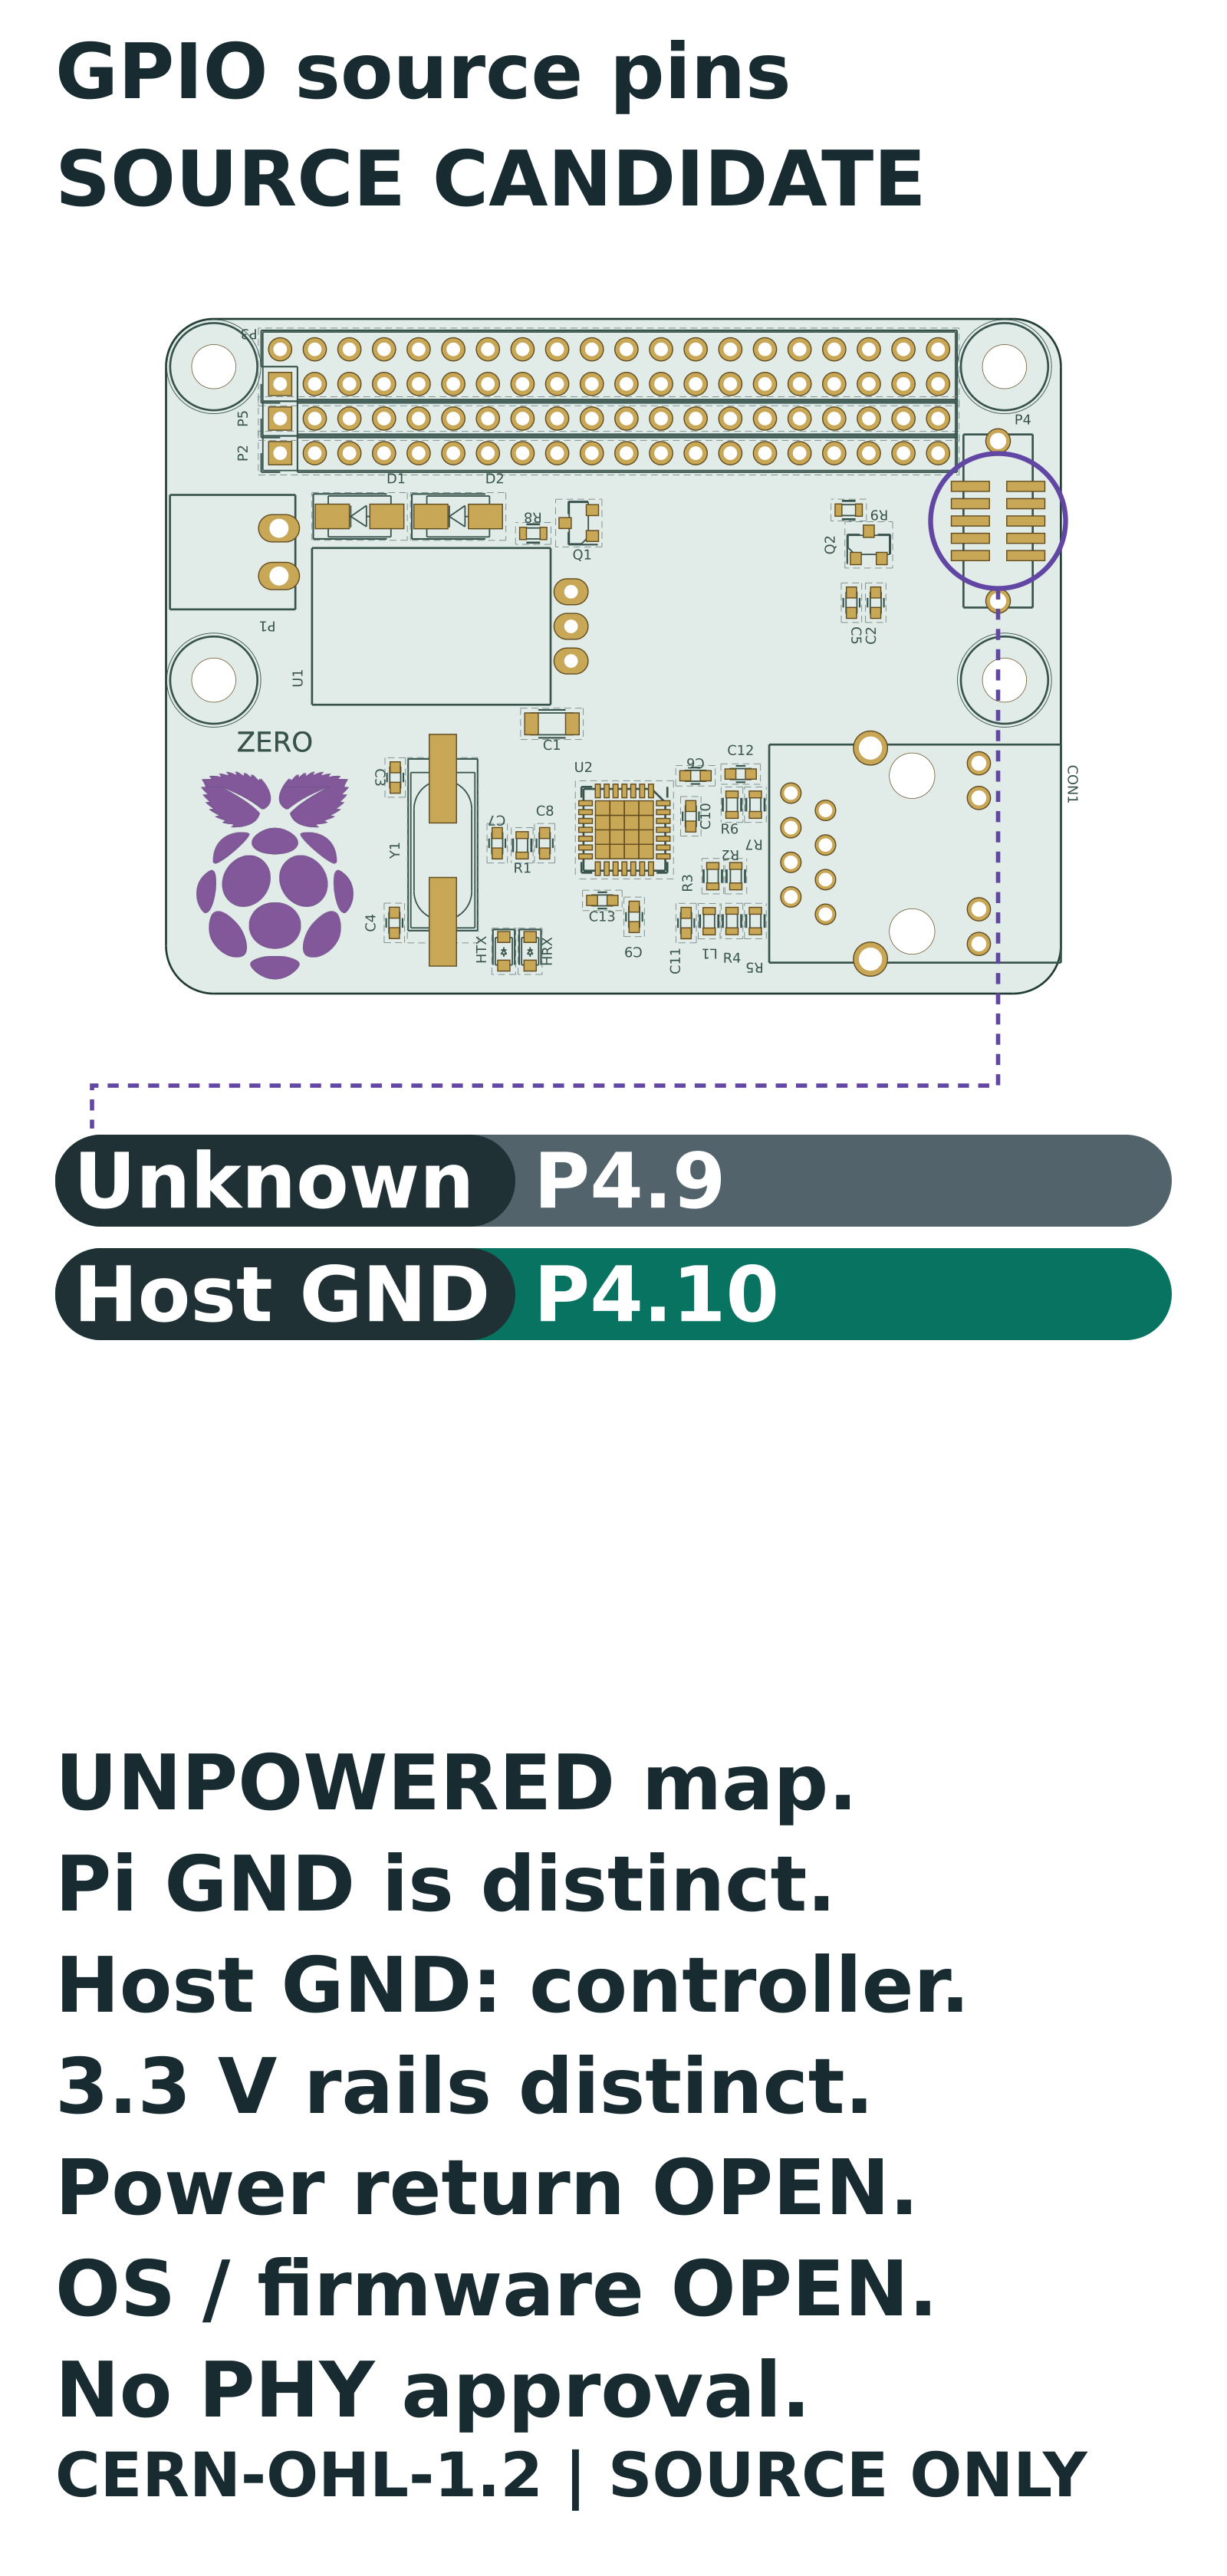 GPIO source pins
SOURCE CANDIDATE
P3
P4
P5
P2
D1 D2
R8
R9
Q1
Q2
P1
C5 C2
U1
C1
ZERO
U2
C12
C6
CON1
C3
C10
C7
C8
R6
R7
Y1
R1
R2
R3
C4
C13
HTX
HRX
C9
C11
L1
R4
R5
Unknown P4.9
Host GND P4.10
UNPOWERED map.
Pi GND is distinct.
Host GND: controller.
3.3 V rails distinct.
Power return OPEN.
OS / firmware OPEN.
No PHY approval.
CERN-OHL-1.2 | SOURCE ONLY